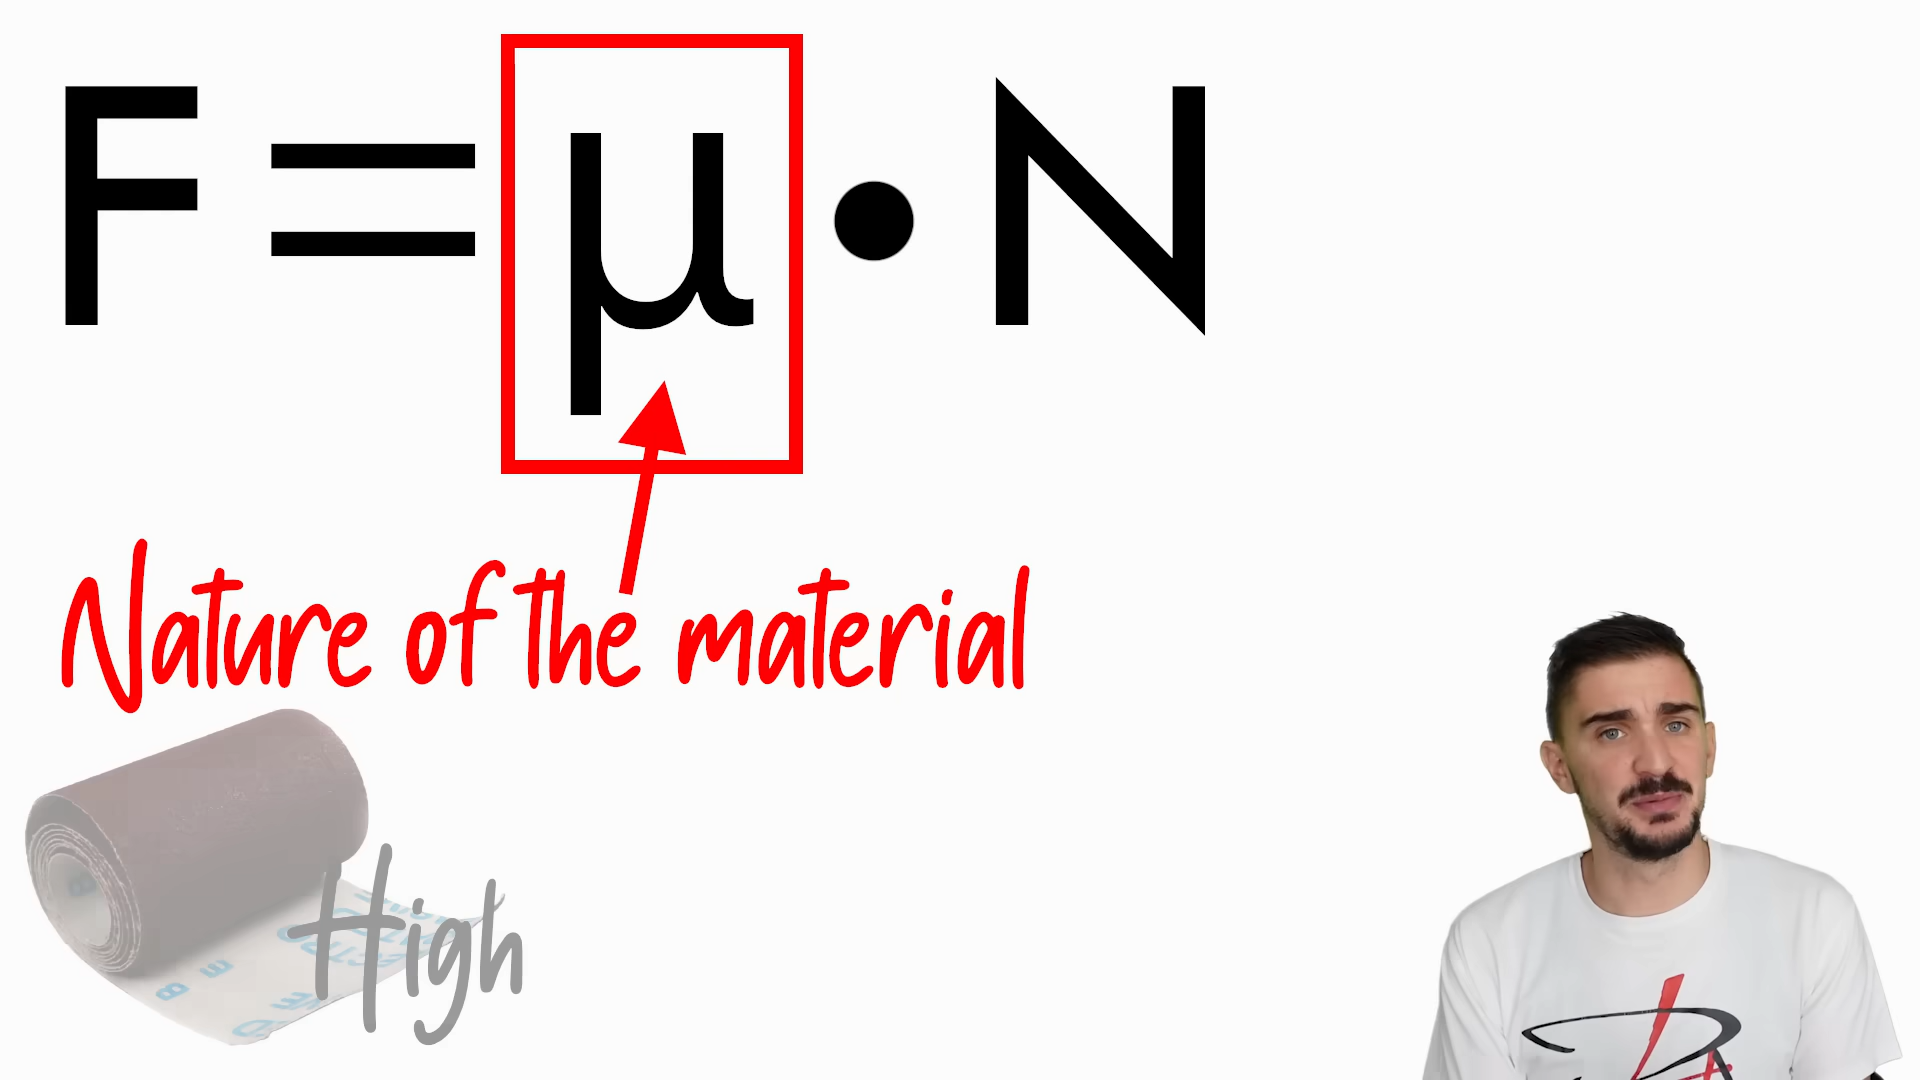 F = μ • N
Nature of the material
High